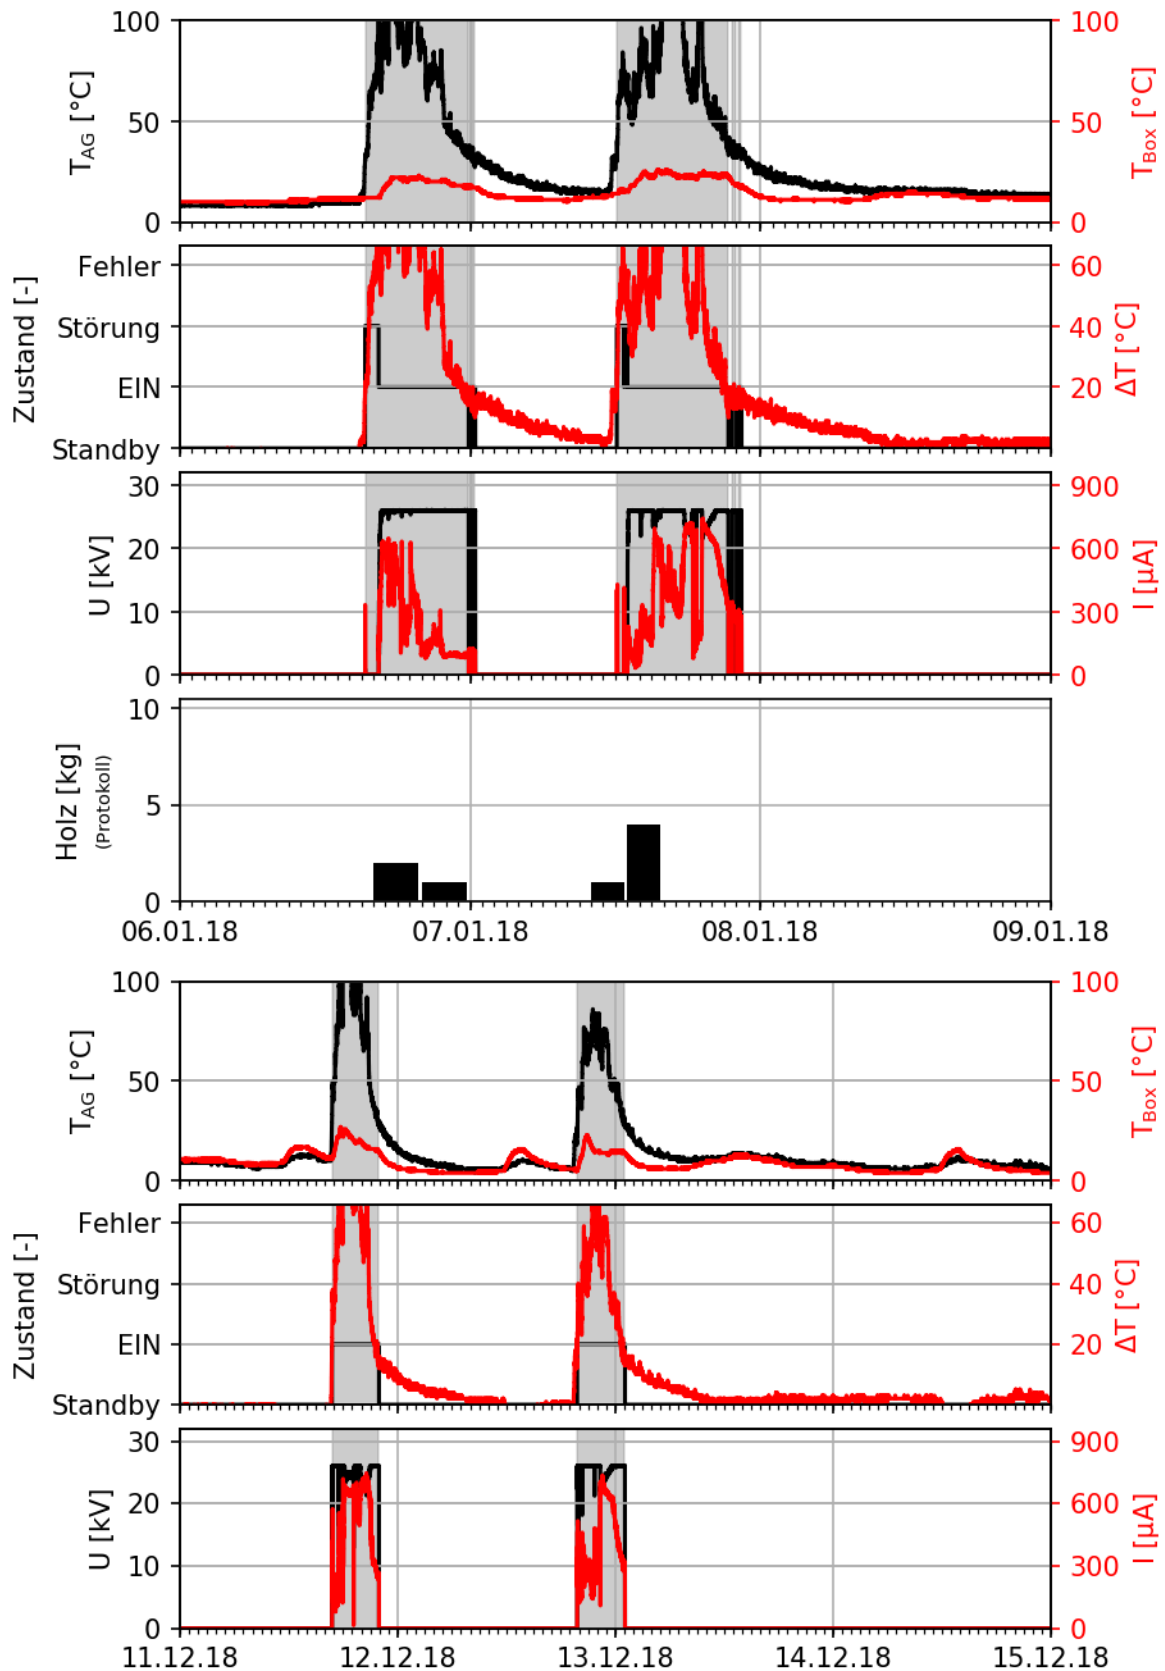 100
50
0
T_AG [°C]
100
50
0
T_Box [°C]
Fehler
Störung
EIN
Standby
Zustand [-]
60
40
20
ΔT [°C]
30
20
10
0
U [kV]
900
600
300
0
I [µA]
10
5
0
Holz [kg]
(Protokoll)
06.01.18 07.01.18 08.01.18 09.01.18
100
50
0
T_AG [°C]
100
50
0
T_Box [°C]
Fehler
Störung
EIN
Standby
Zustand [-]
60
40
20
ΔT [°C]
30
20
10
0
U [kV]
900
600
300
0
I [µA]
11.12.18 12.12.18 13.12.18 14.12.18 15.12.18